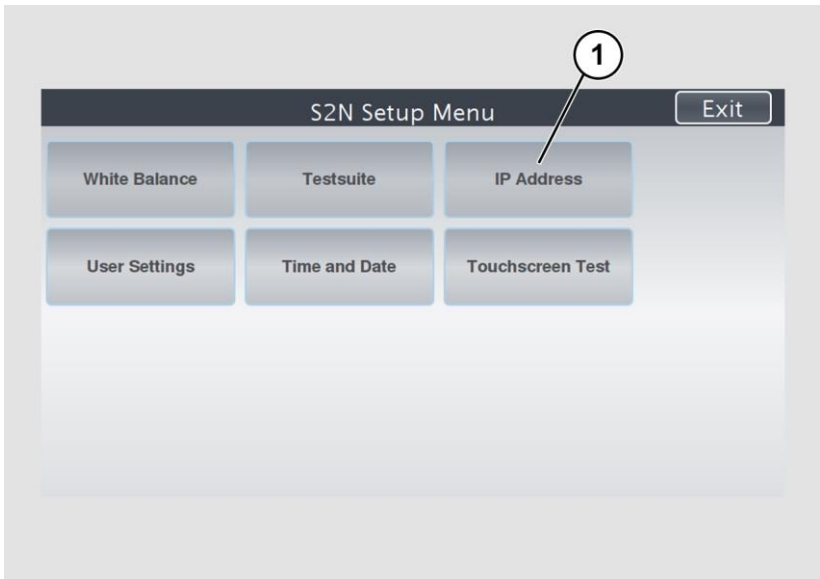 1
S2N Setup Menu
Exit
White Balance
Testsuite
IP Address
User Settings
Time and Date
Touchscreen Test